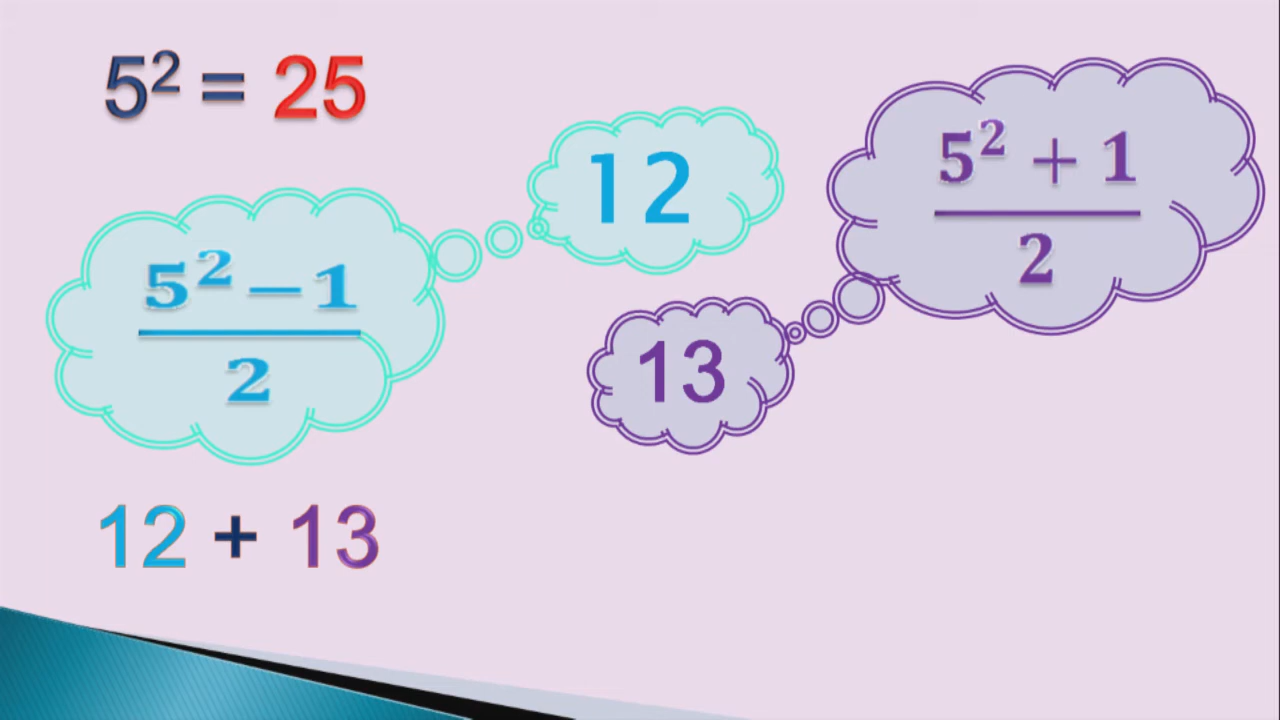 5² = 25
12
5² − 1
2
5² + 1
2
13
12 + 13